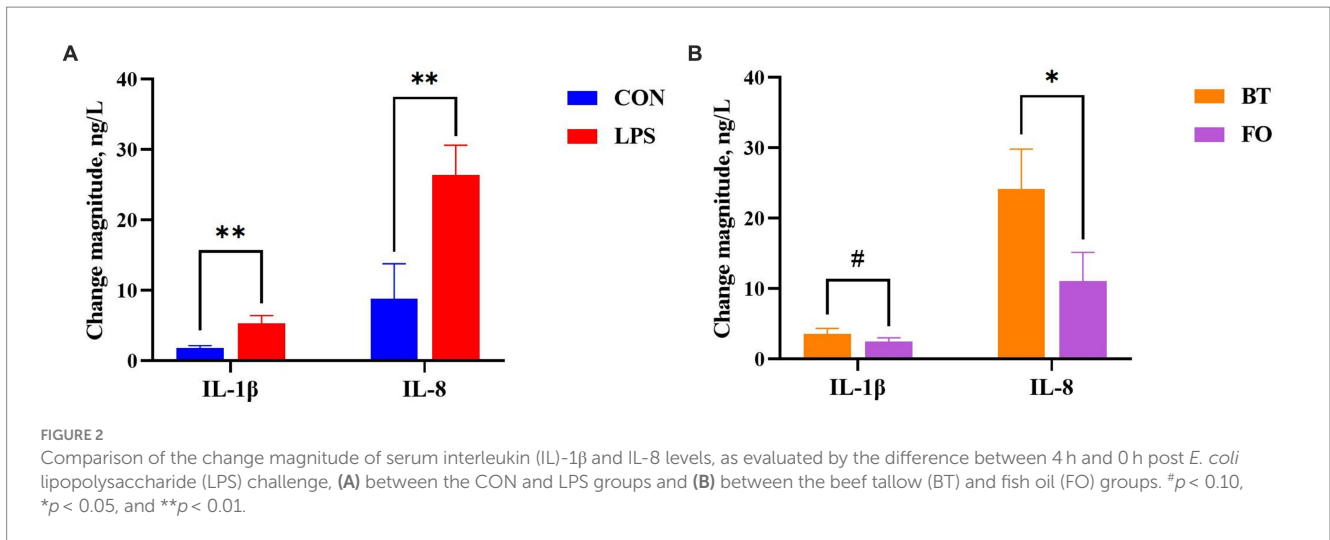 A
Change magnitude, ng/L
40
30
20
10
0
**
**
IL-1β
IL-8
CON
LPS
B
Change magnitude, ng/L
40
30
20
10
0
#
*
IL-1β
IL-8
BT
FO
FIGURE 2
Comparison of the change magnitude of serum interleukin (IL)-1β and IL-8 levels, as evaluated by the difference between 4 h and 0 h post E. coli
lipopolysaccharide (LPS) challenge, (A) between the CON and LPS groups and (B) between the beef tallow (BT) and fish oil (FO) groups. #p < 0.10,
*p < 0.05, and **p < 0.01.